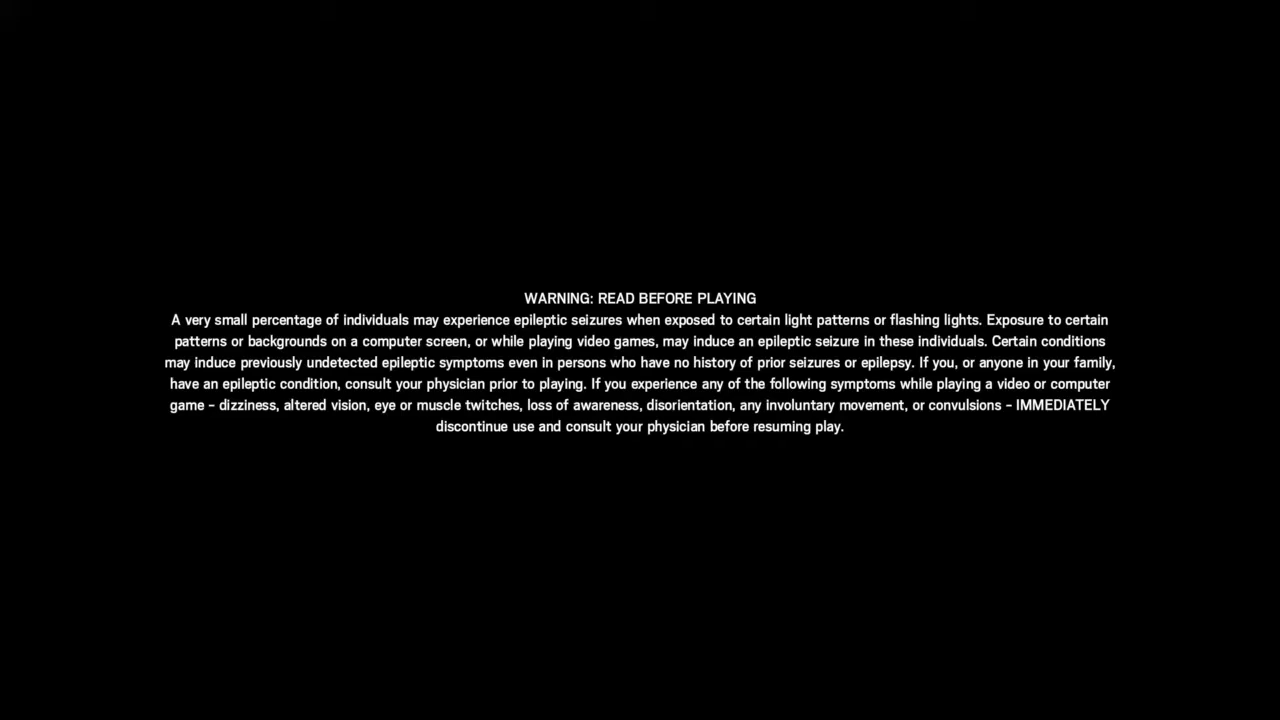 WARNING: READ BEFORE PLAYING
A very small percentage of individuals may experience epileptic seizures when exposed to certain light patterns or flashing lights. Exposure to certain
patterns or backgrounds on a computer screen, or while playing video games, may induce an epileptic seizure in these individuals. Certain conditions
may induce previously undetected epileptic symptoms even in persons who have no history of prior seizures or epilepsy. If you, or anyone in your family,
have an epileptic condition, consult your physician prior to playing. If you experience any of the following symptoms while playing a video or computer
game - dizziness, altered vision, eye or muscle twitches, loss of awareness, disorientation, any involuntary movement, or convulsions - IMMEDIATELY
discontinue use and consult your physician before resuming play.